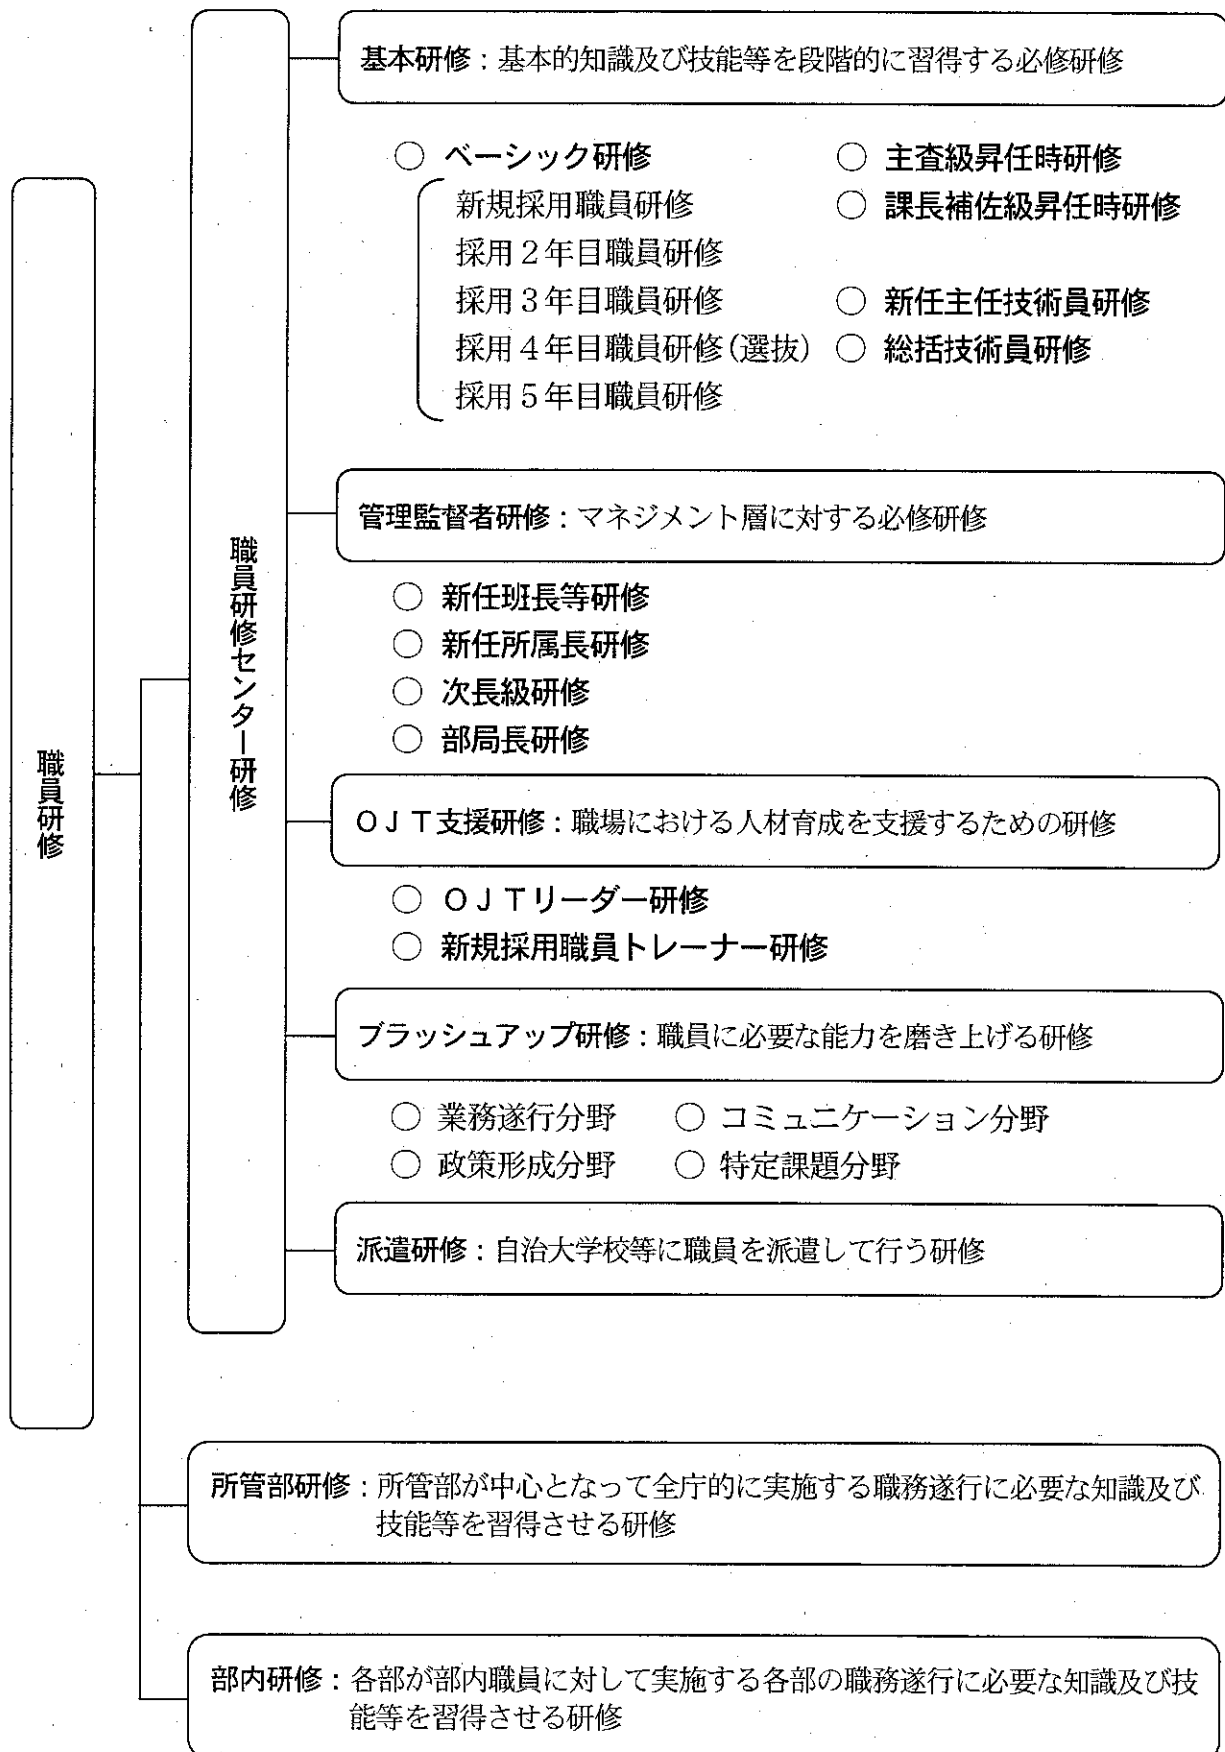 職員研修
職員研修センター研修
基本研修：基本的知識及び技能等を段階的に習得する必修研修
○ ベーシック研修
新規採用職員研修
採用２年目職員研修
採用３年目職員研修
採用４年目職員研修（選抜）
採用５年目職員研修
○ 主査級昇任時研修
○ 課長補佐級昇任時研修
○ 新任主任技術員研修
○ 総括技術員研修
管理監督者研修：マネジメント層に対する必修研修
○ 新任班長等研修
○ 新任所属長研修
○ 次長級研修
○ 部局長研修
ＯＪＴ支援研修：職場における人材育成を支援するための研修
○ ＯＪＴリーダー研修
○ 新規採用職員トレーナー研修
ブラッシュアップ研修：職員に必要な能力を磨き上げる研修
○ 業務遂行分野　○ コミュニケーション分野
○ 政策形成分野　○ 特定課題分野
派遣研修：自治大学校等に職員を派遣して行う研修
所管部研修：所管部が中心となって全庁的に実施する職務遂行に必要な知識及び
技能等を習得させる研修
部内研修：各部が部内職員に対して実施する各部の職務遂行に必要な知識及び技
能等を習得させる研修